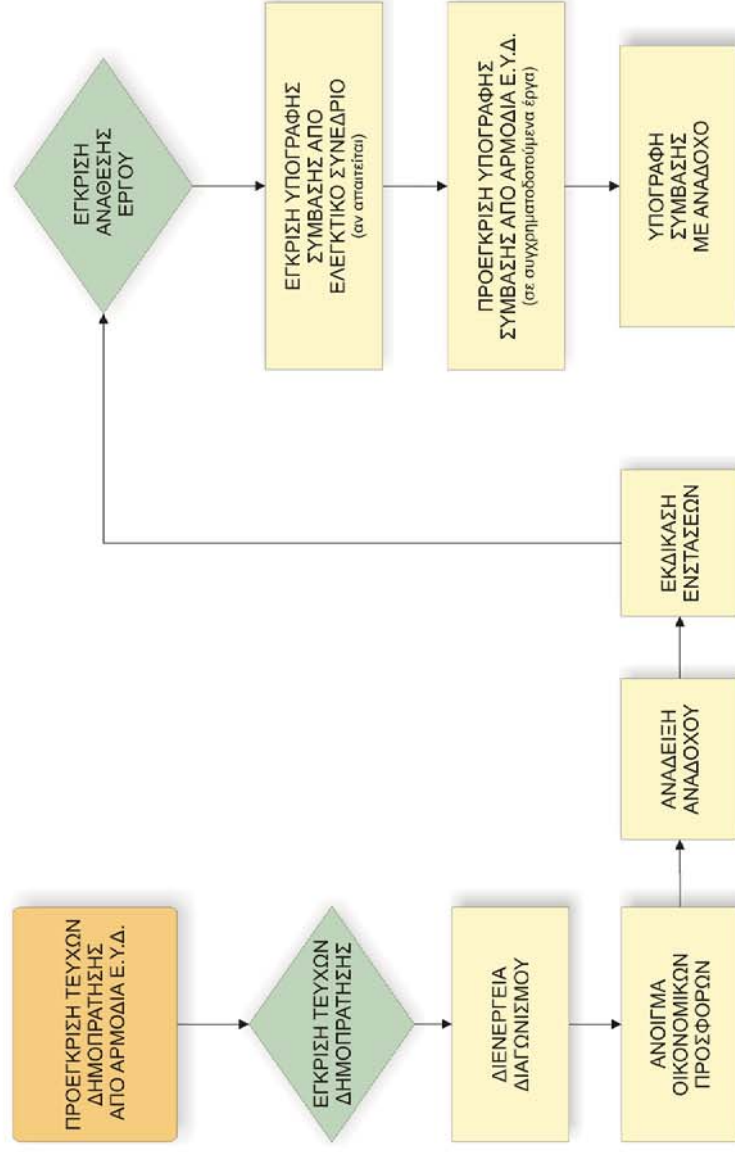 ΠΡΟΕΓΚΡΙΣΗ ΤΕΥΧΩΝ
ΔΗΜΟΠΡΑΤΗΣΗΣ
ΑΠΟ ΑΡΜΟΔΙΑ Ε.Υ.Δ.
ΕΓΚΡΙΣΗ ΤΕΥΧΩΝ
ΔΗΜΟΠΡΑΤΗΣΗΣ
ΔΙΕΝΕΡΓΕΙΑ
ΔΙΑΓΩΝΙΣΜΟΥ
ΑΝΟΙΓΜΑ
ΟΙΚΟΝΟΜΙΚΩΝ
ΠΡΟΣΦΟΡΩΝ
ΑΝΑΔΕΙΞΗ
ΑΝΑΔΟΧΟΥ
ΕΚΔΙΚΑΣΗ
ΕΝΣΤΑΣΕΩΝ
ΕΓΚΡΙΣΗ
ΑΝΑΘΕΣΗΣ
ΕΡΓΟΥ
ΕΓΚΡΙΣΗ ΥΠΟΓΡΑΦΗΣ
ΣΥΜΒΑΣΗΣ ΑΠΟ
ΕΛΕΓΚΤΙΚΟ ΣΥΝΕΔΡΙΟ
(αν απαιτείται)
ΠΡΟΕΓΚΡΙΣΗ ΥΠΟΓΡΑΦΗΣ
ΣΥΜΒΑΣΗΣ ΑΠΟ ΑΡΜΟΔΙΑ Ε.Υ.Δ.
(σε συγχρηματοδοτούμενα έργα)
ΥΠΟΓΡΑΦΗ
ΣΥΜΒΑΣΗΣ
ΜΕ ΑΝΑΔΟΧΟ